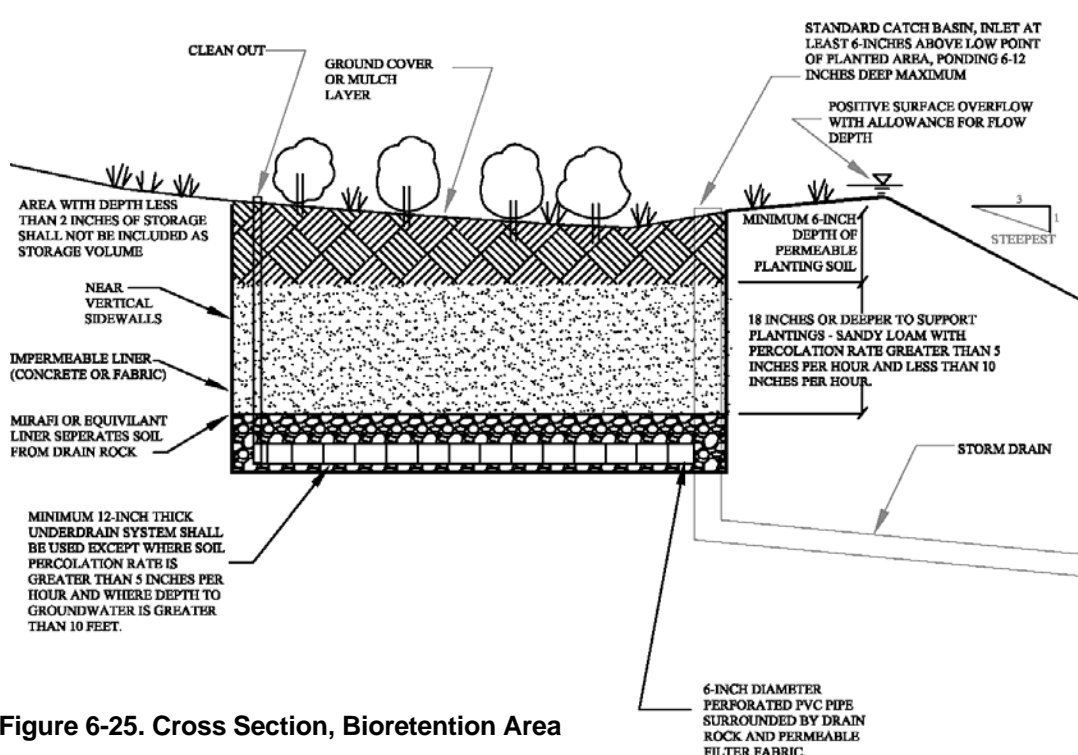 CLEAN OUT
GROUND COVER
OR MULCH
LAYER
STANDARD CATCH BASIN, INLET AT
LEAST 6-INCHES ABOVE LOW POINT
OF PLANTED AREA, PONDING 6-12
INCHES DEEP MAXIMUM
POSITIVE SURFACE OVERFLOW
WITH ALLOWANCE FOR FLOW
DEPTH
AREA WITH DEPTH LESS
THAN 2 INCHES OF STORAGE
SHALL NOT BE INCLUDED AS
STORAGE VOLUME
MINIMUM 6-INCH
DEPTH OF
PERMEABLE
PLANTING SOIL
3
1
STEEPEST
NEAR
VERTICAL
SIDEWALLS
18 INCHES OR DEEPER TO SUPPORT
PLANTINGS - SANDY LOAM WITH
PERCOLATION RATE GREATER THAN 5
INCHES PER HOUR AND LESS THAN 10
INCHES PER HOUR.
IMPERMEABLE LINER
(CONCRETE OR FABRIC)
MIRAFI OR EQUIVILANT
LINER SEPERATES SOIL
FROM DRAIN ROCK
STORM DRAIN
MINIMUM 12-INCH THICK
UNDERDRAIN SYSTEM SHALL
BE USED EXCEPT WHERE SOIL
PERCOLATION RATE IS
GREATER THAN 5 INCHES PER
HOUR AND WHERE DEPTH TO
GROUNDWATER IS GREATER
THAN 10 FEET.
6-INCH DIAMETER
PERFORATED PVC PIPE
SURROUNDED BY DRAIN
ROCK AND PERMEABLE
FILTER FABRIC.
Figure 6-25. Cross Section, Bioretention Area